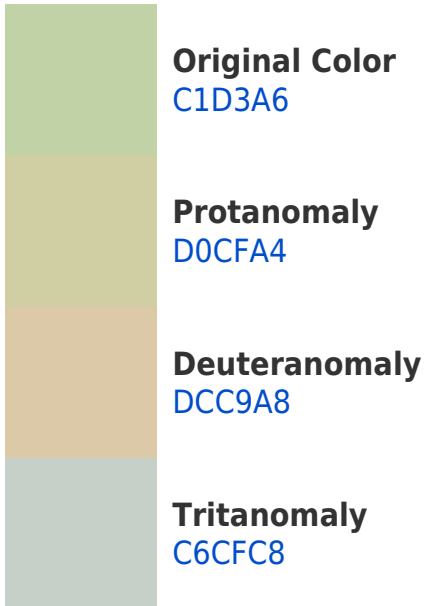 Original Color
C1D3A6
Protanomaly
D0CFA4
Deuteranomaly
DCC9A8
Tritanomaly
C6CFC8